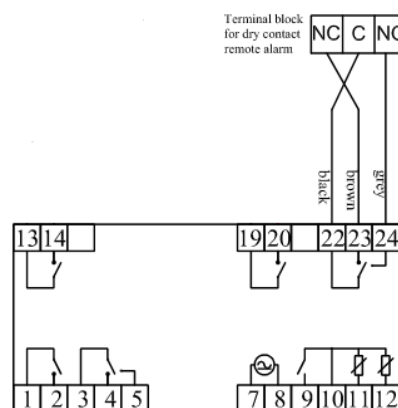 Terminal block
for dry contact
remote alarm
NC C NO
black
brown
grey
13 14 19 20 22 23 24
1 2 3 4 5 7 8 9 10 11 12